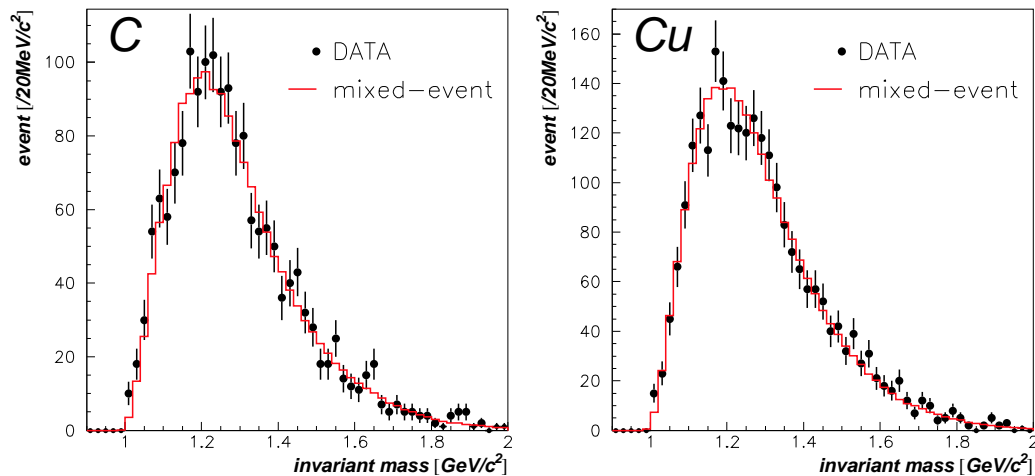 C
DATA
mixed-event
event [/20MeV/c²]
100
80
60
40
20
0
1
1.2
1.4
1.6
1.8
2
invariant mass [GeV/c²]
Cu
DATA
mixed-event
event [/20MeV/c²]
160
140
120
100
80
60
40
20
0
1
1.2
1.4
1.6
1.8
2
invariant mass [GeV/c²]